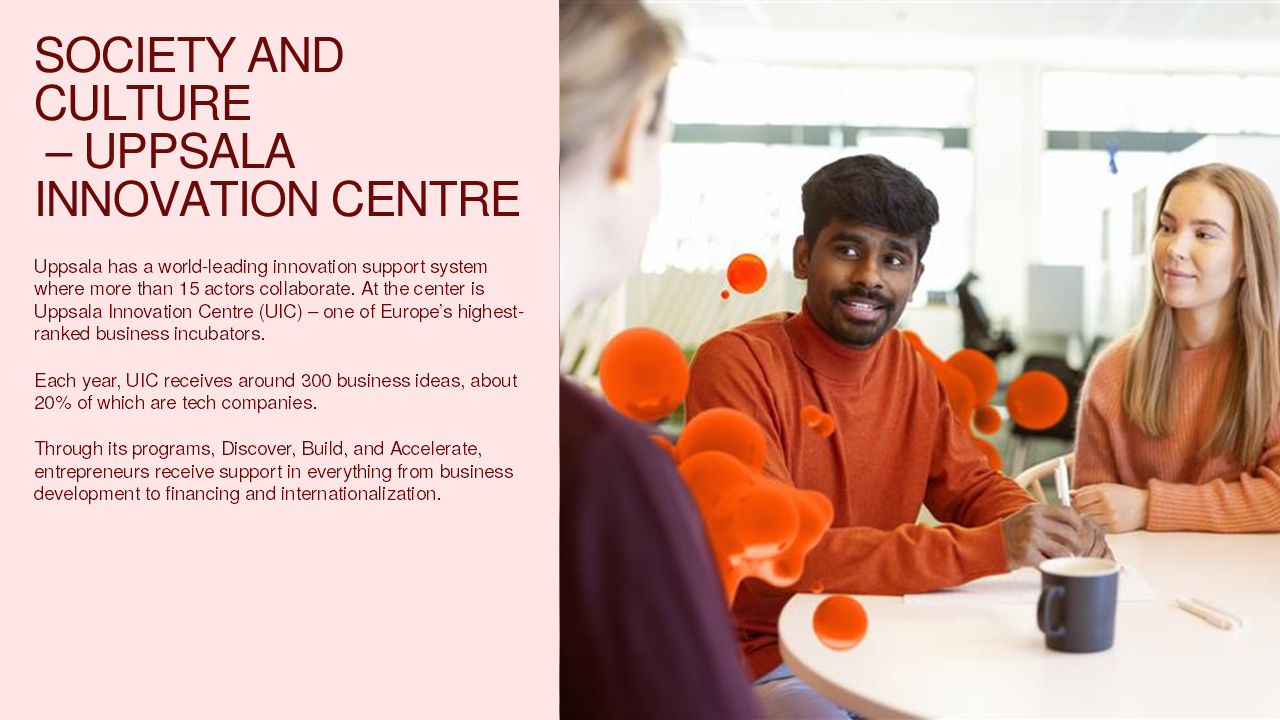 SOCIETY AND
CULTURE
– UPPSALA
INNOVATION CENTRE
Uppsala has a world-leading innovation support system
where more than 15 actors collaborate. At the center is
Uppsala Innovation Centre (UIC) – one of Europe’s highest-
ranked business incubators.
Each year, UIC receives around 300 business ideas, about
20% of which are tech companies.
Through its programs, Discover, Build, and Accelerate,
entrepreneurs receive support in everything from business
development to financing and internationalization.